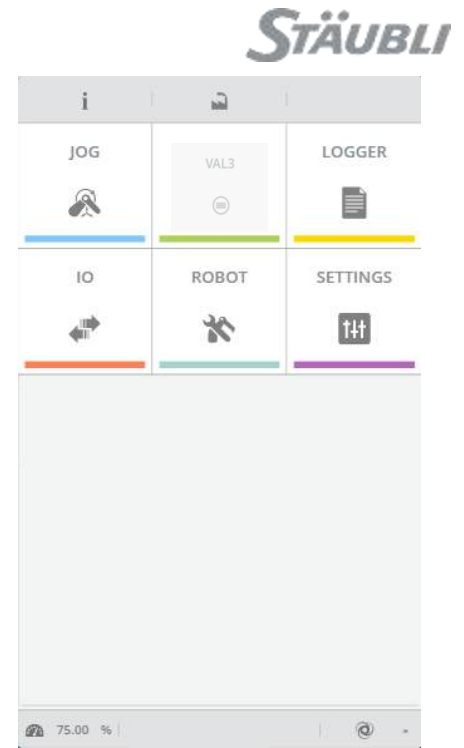 STÄUBLI
i
JOG
VAL3
LOGGER
IO
ROBOT
SETTINGS
75.00 %